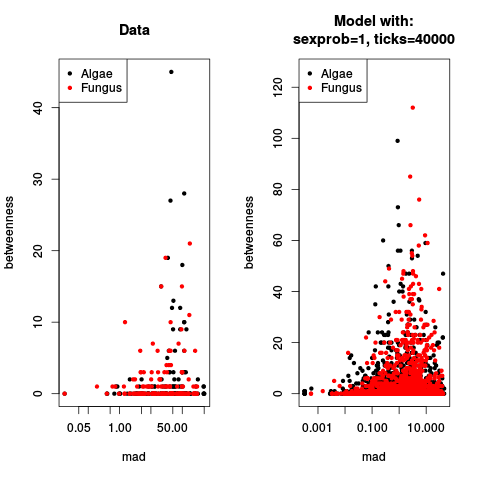 Data
Algae
Fungus
betweenness
0
10
20
30
40
0.05
1.00
50.00
mad
Model with:
sexprob=1, ticks=40000
Algae
Fungus
betweenness
0
20
40
60
80
100
120
0.001
0.100
10.000
mad